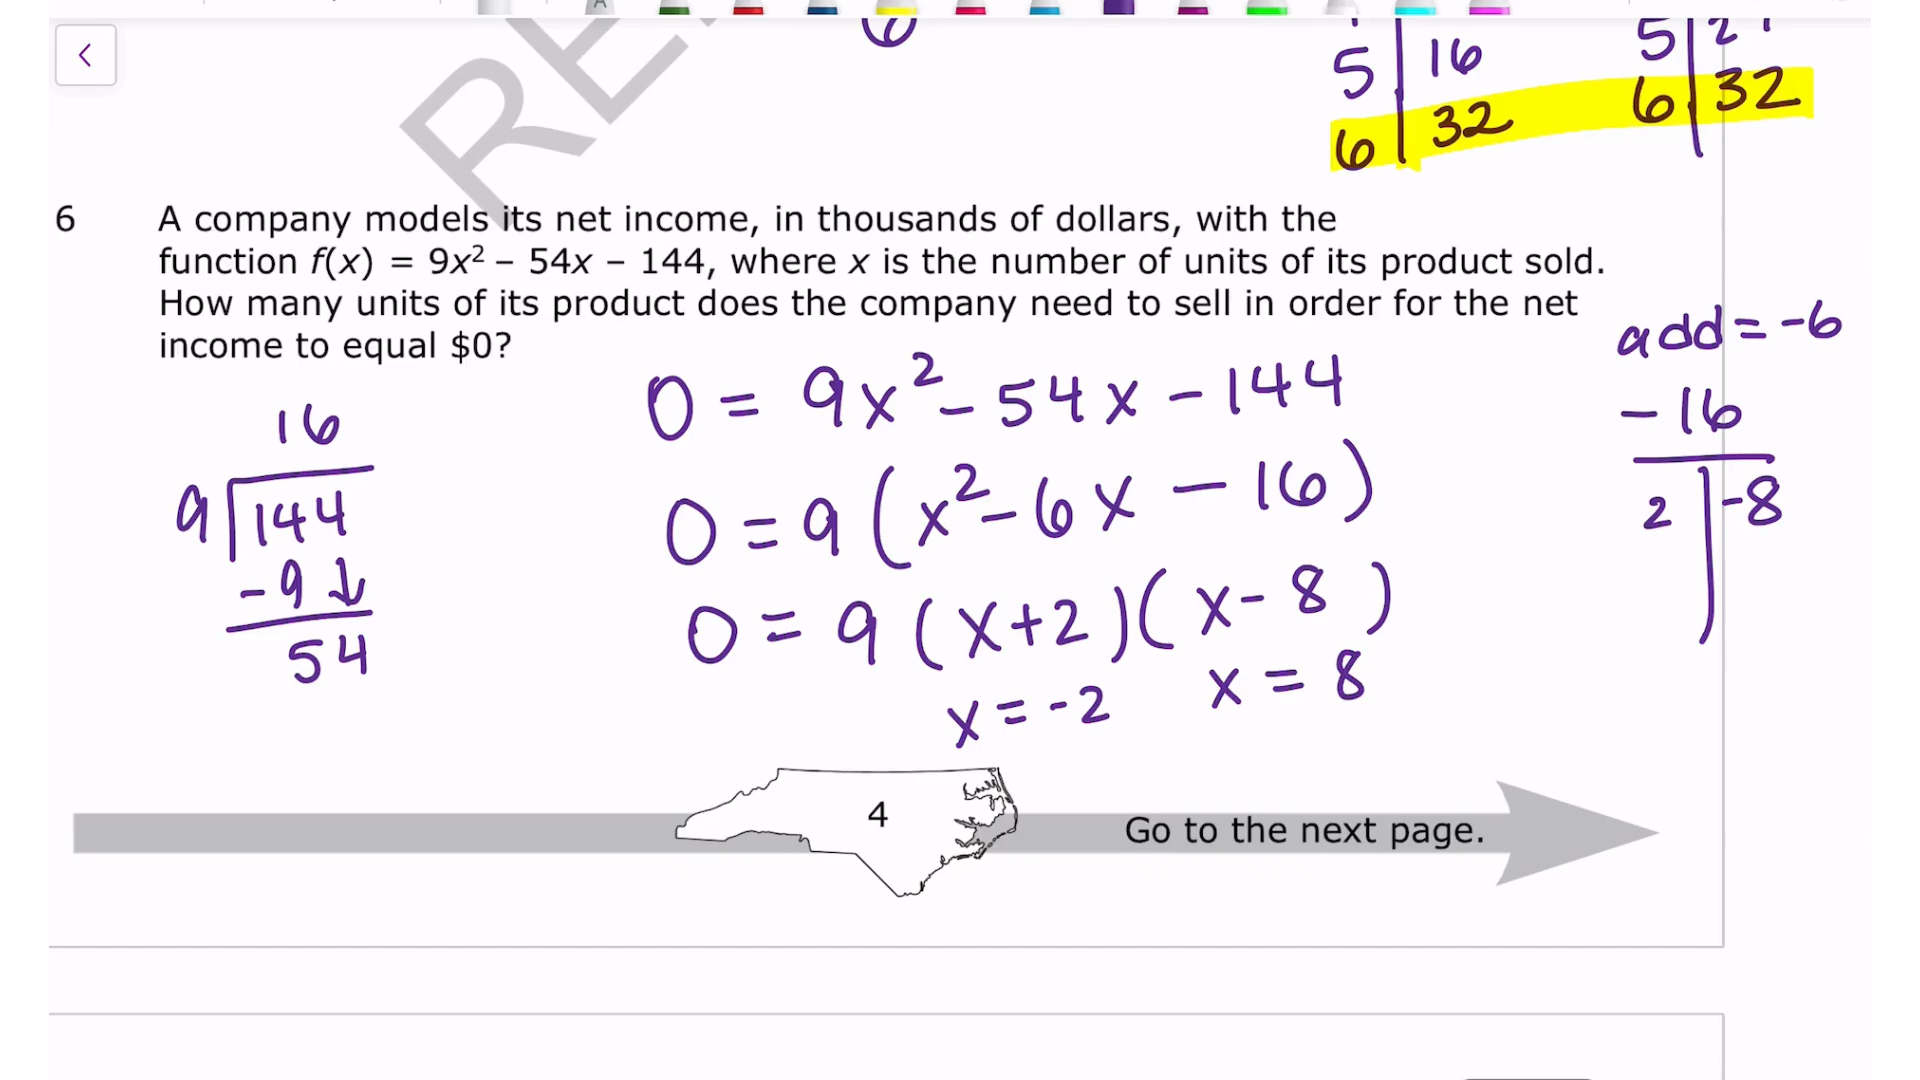 A
RE
6
5 | 16
6 | 32
5 | 2
6 | 32
6 A company models its net income, in thousands of dollars, with the
function f(x) = 9x² – 54x – 144, where x is the number of units of its product sold.
How many units of its product does the company need to sell in order for the net
income to equal $0?
add = -6
-16
2 | -8
16
9 144
-9↓
54
0 = 9x² - 54x - 144
0 = 9(x² - 6x - 16)
0 = 9(x+2)(x-8)
x = -2 x = 8
4
Go to the next page.